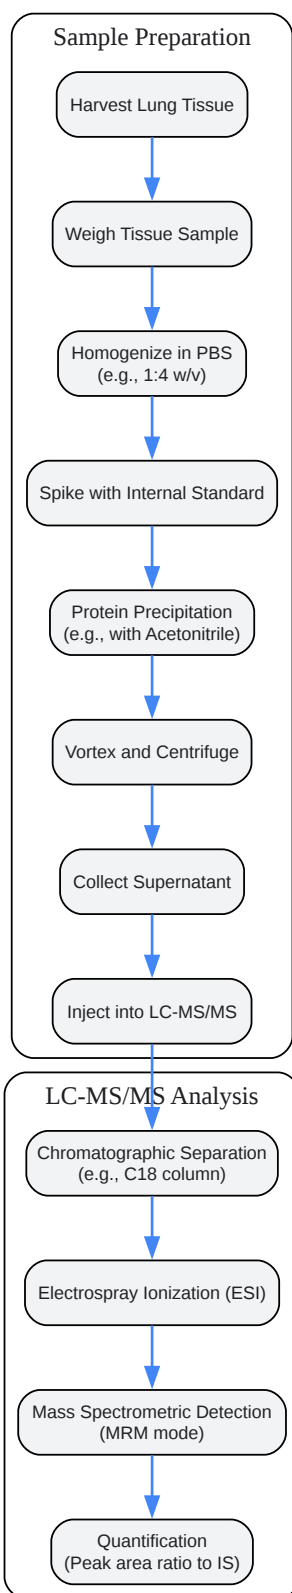 Sample Preparation
Harvest Lung Tissue
Weigh Tissue Sample
Homogenize in PBS
(e.g., 1:4 w/v)
Spike with Internal Standard
Protein Precipitation
(e.g., with Acetonitrile)
Vortex and Centrifuge
Collect Supernatant
Inject into LC-MS/MS
LC-MS/MS Analysis
Chromatographic Separation
(e.g., C18 column)
Electrospray Ionization (ESI)
Mass Spectrometric Detection
(MRM mode)
Quantification
(Peak area ratio to IS)